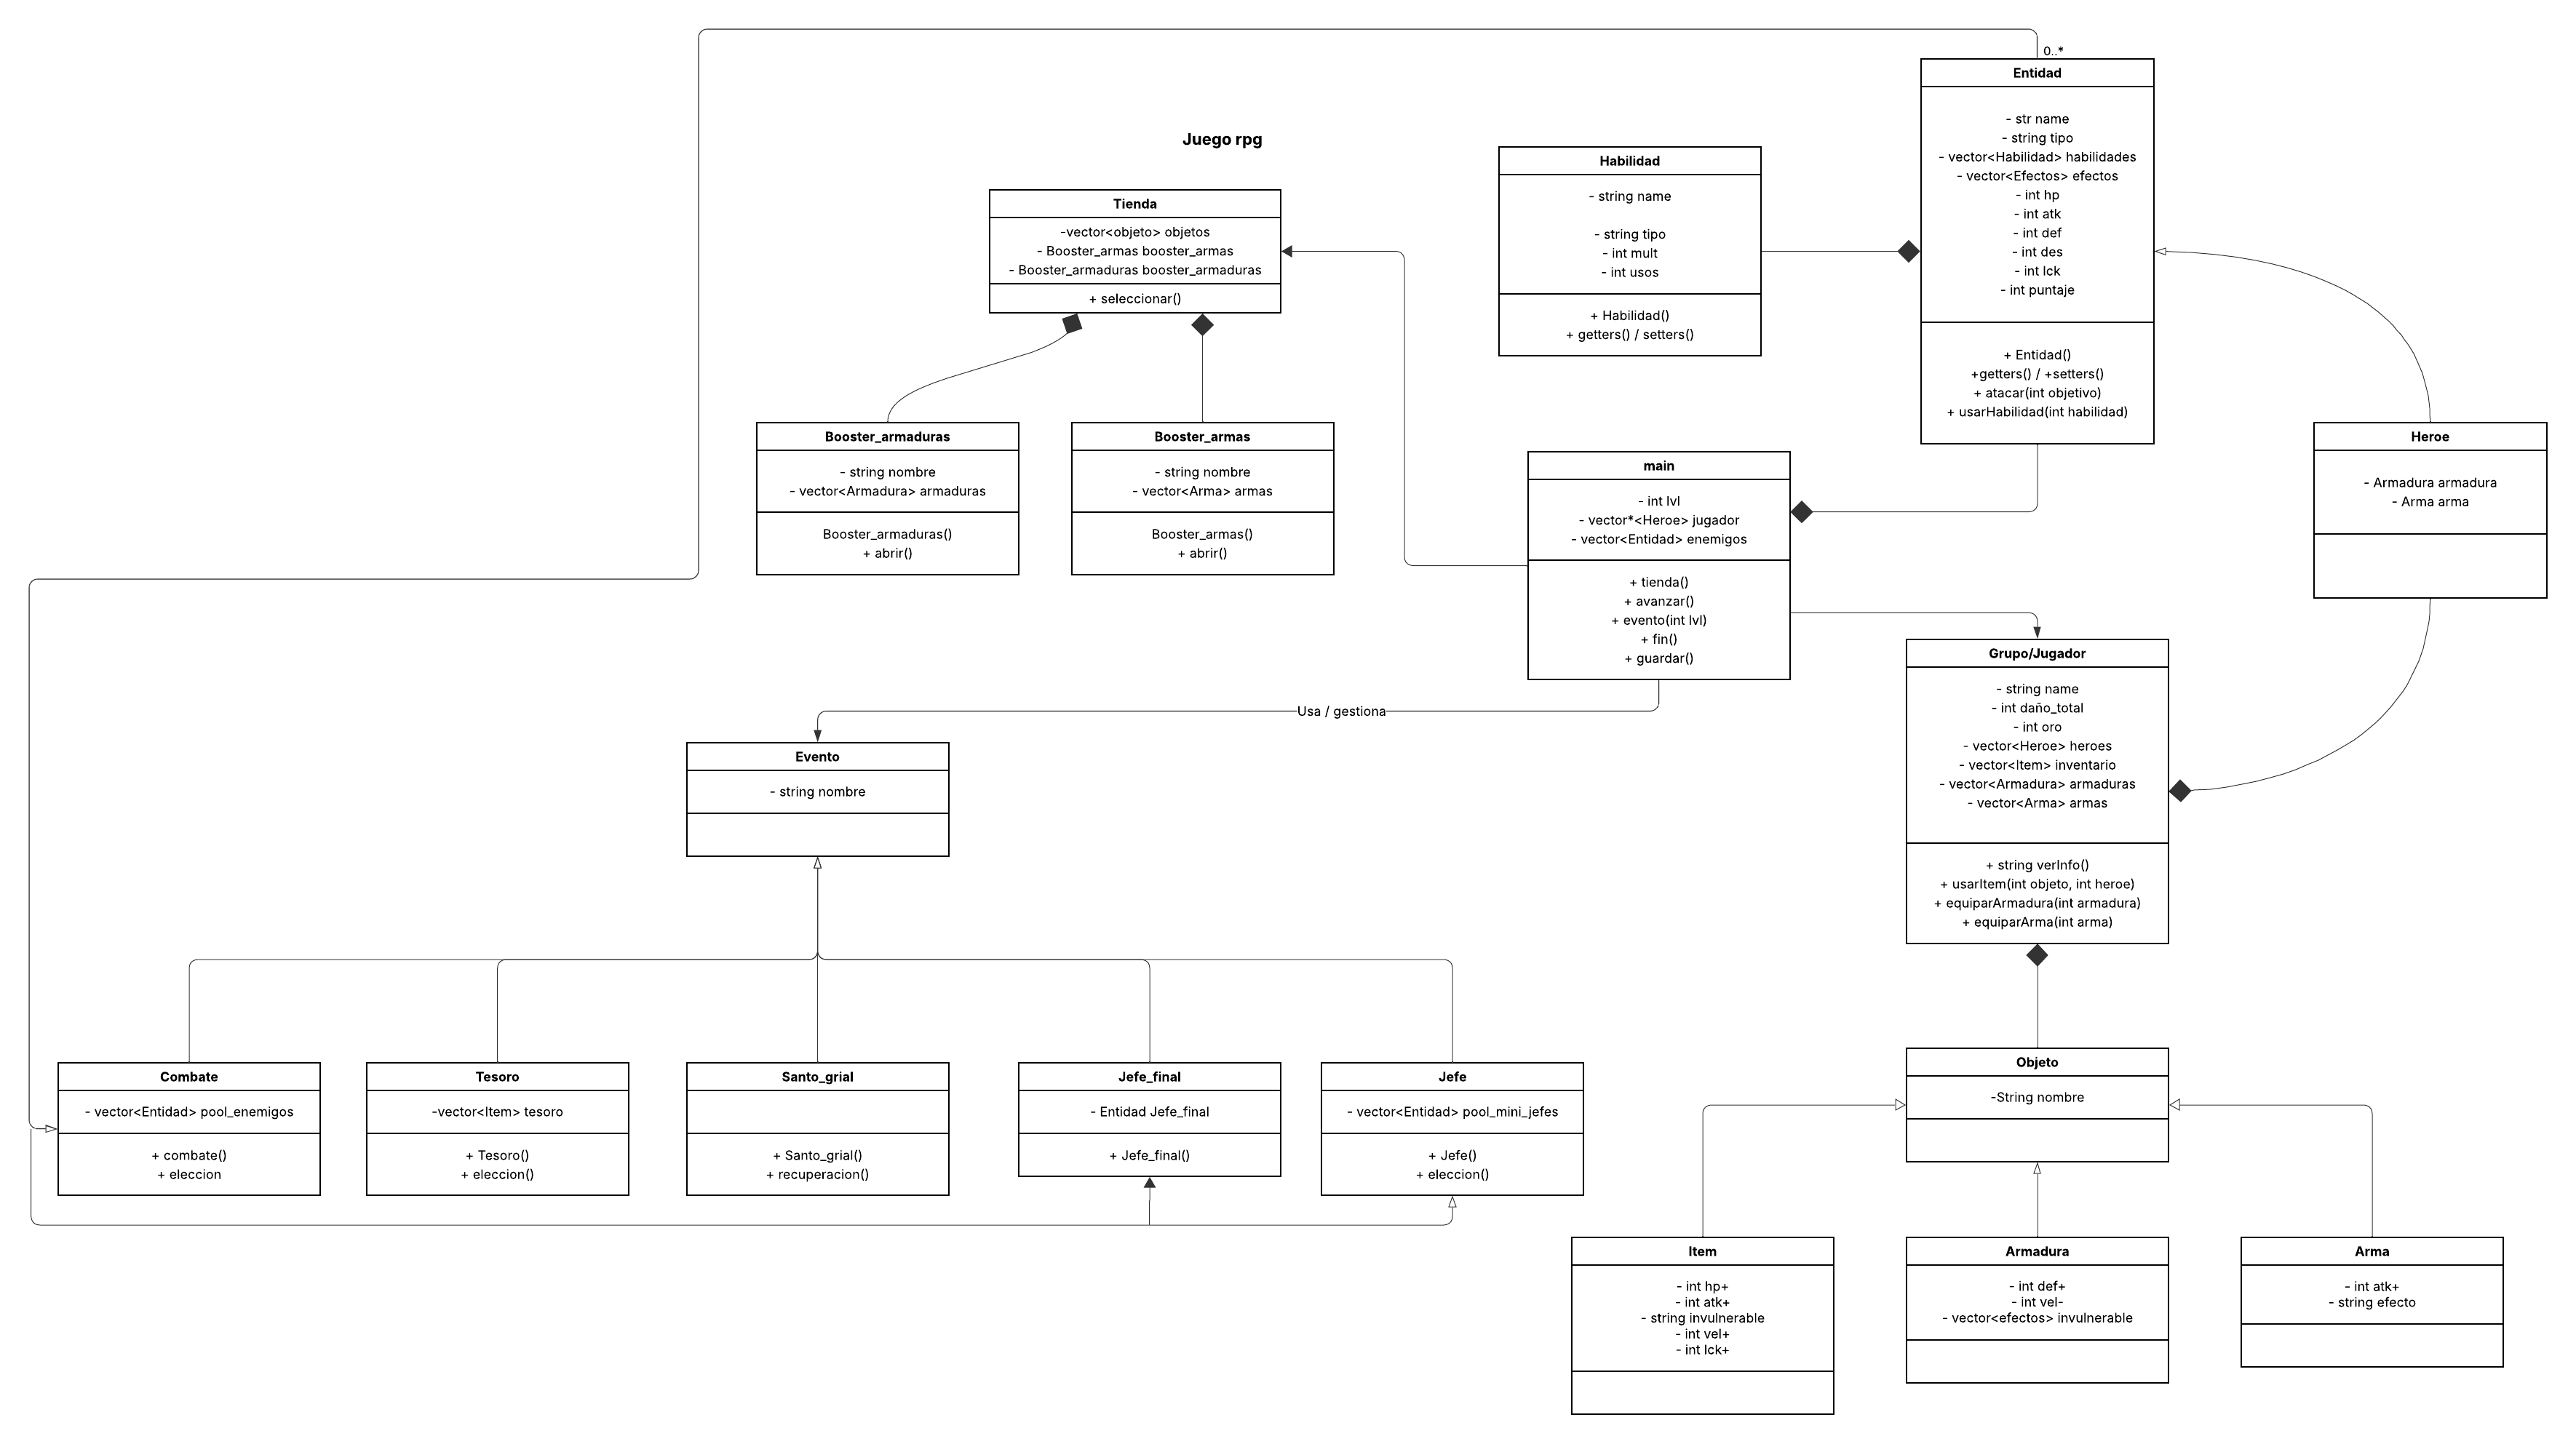 0..*
Entidad
- str name
- string tipo
- vector<Habilidad> habilidades
- vector<Efectos> efectos
- int hp
- int atk
- int def
- int des
- int lck
- int puntaje
+ Entidad()
+getters() / +setters()
+ atacar(int objetivo)
+ usarHabilidad(int habilidad)
Juego rpg
Habilidad
- string name
- string tipo
- int mult
- int usos
+ Habilidad()
+ getters() / setters()
Tienda
-vector<objeto> objetos
- Booster_armas booster_armas
- Booster_armaduras booster_armaduras
+ seleccionar()
Booster_armaduras
- string nombre
- vector<Armadura> armaduras
Booster_armaduras()
+ abrir()
Booster_armas
- string nombre
- vector<Arma> armas
Booster_armas()
+ abrir()
main
- int lvl
- vector*<Heroe> jugador
- vector<Entidad> enemigos
+ tienda()
+ avanzar()
+ evento(int lvl)
+ fin()
+ guardar()
Heroe
- Armadura armadura
- Arma arma
Grupo/Jugador
- string name
- int daño_total
- int oro
- vector<Heroe> heroes
- vector<Item> inventario
- vector<Armadura> armaduras
- vector<Arma> armas
+ string verInfo()
+ usarItem(int objeto, int heroe)
+ equiparArmadura(int armadura)
+ equiparArma(int arma)
Usa / gestiona
Evento
- string nombre
Combate
- vector<Entidad> pool_enemigos
+ combate()
+ eleccion
Tesoro
-vector<Item> tesoro
+ Tesoro()
+ eleccion()
Santo_grial
+ Santo_grial()
+ recuperacion()
Jefe_final
- Entidad Jefe_final
+ Jefe_final()
Jefe
- vector<Entidad> pool_mini_jefes
+ Jefe()
+ eleccion()
Objeto
-String nombre
Item
- int hp+
- int atk+
- string invulnerable
- int vel+
- int lck+
Armadura
- int def+
- int vel-
- vector<efectos> invulnerable
Arma
- int atk+
- string efecto